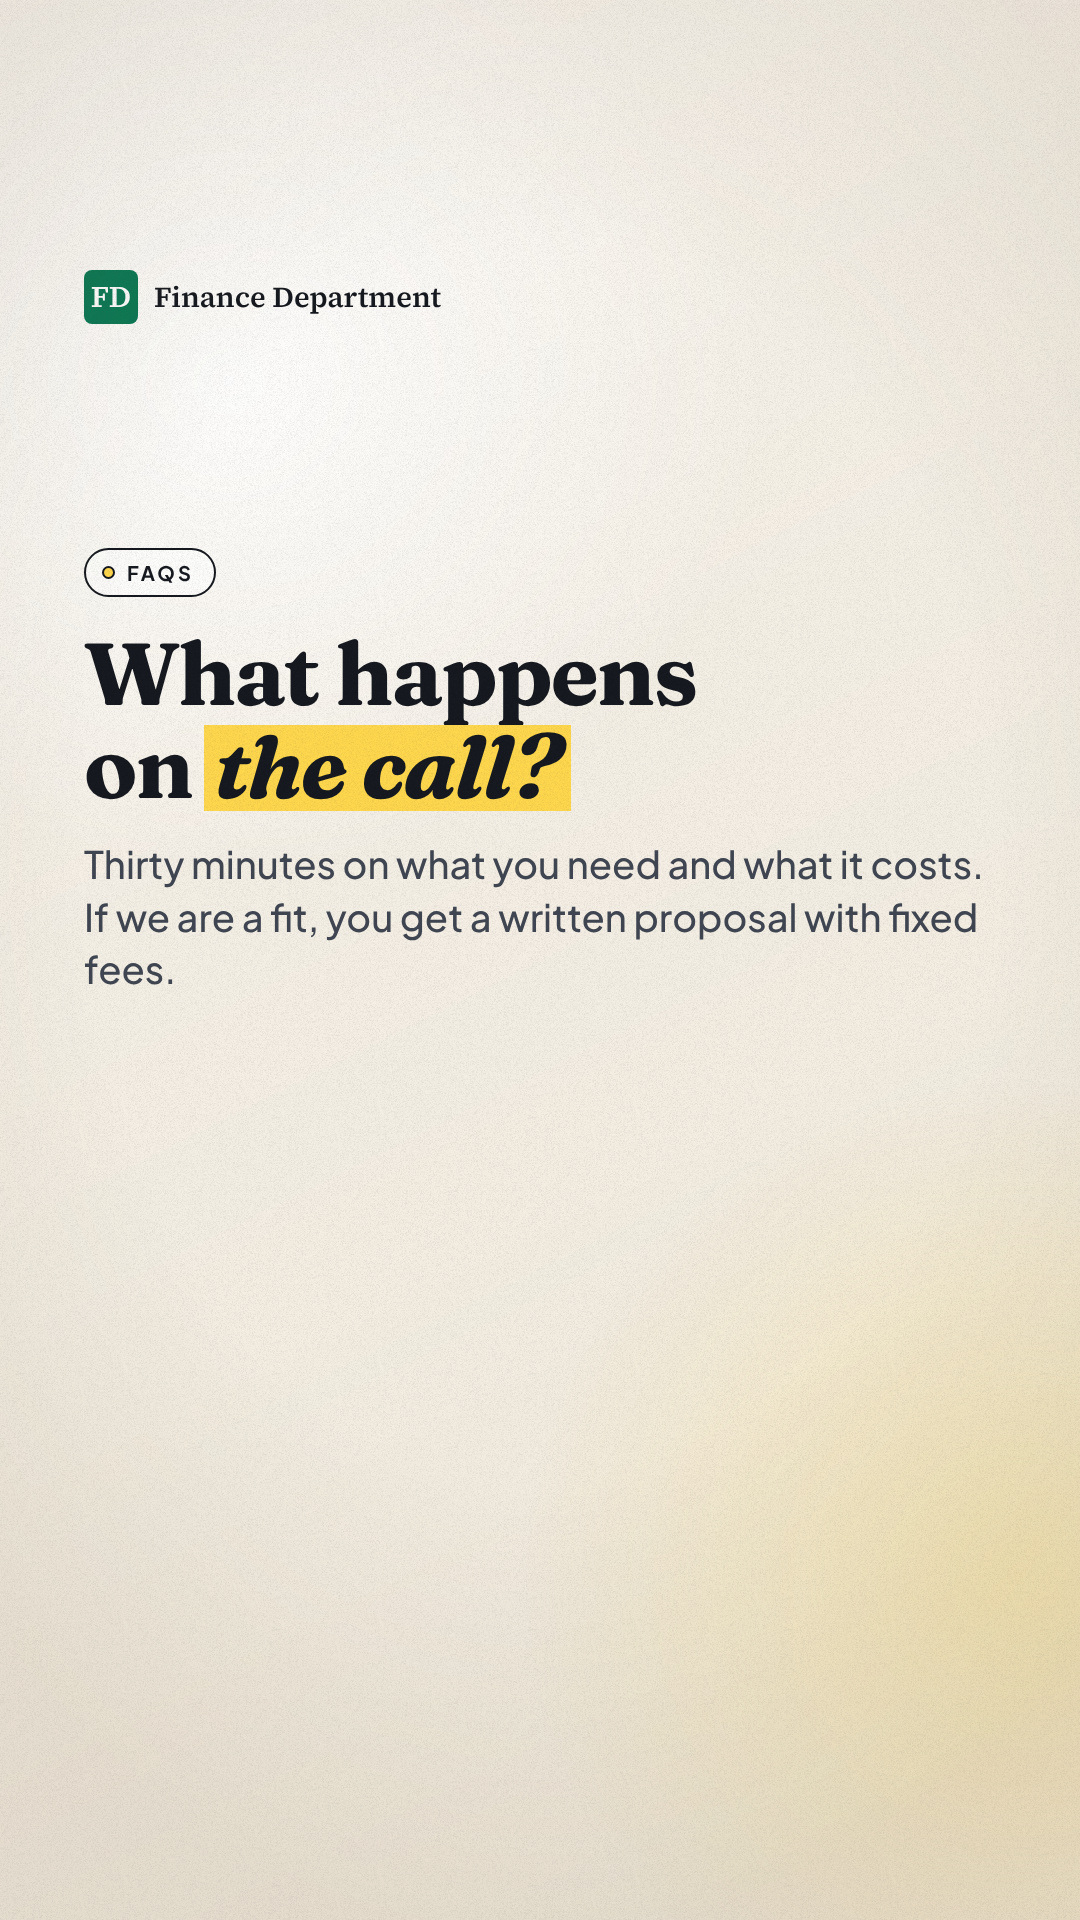 FD Finance Department
FAQS
What happens
on the call?
Thirty minutes on what you need and what it costs.
If we are a fit, you get a written proposal with fixed
fees.